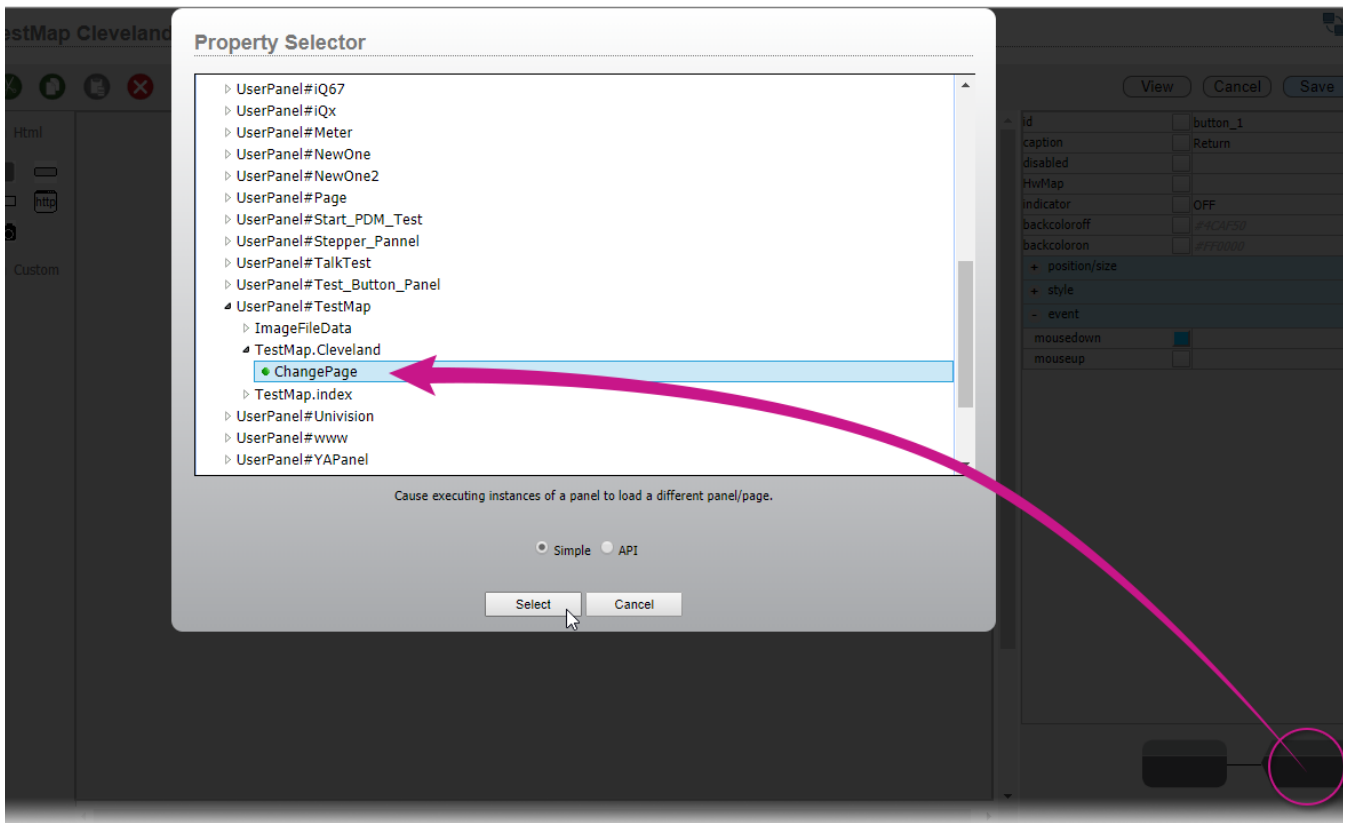 estMap Cleveland
Property Selector
UserPanel#iQ67
UserPanel#iQx
UserPanel#Meter
UserPanel#NewOne
UserPanel#NewOne2
UserPanel#Page
UserPanel#Start_PDM_Test
UserPanel#Stepper_Pannel
UserPanel#TalkTest
UserPanel#Test_Button_Panel
UserPanel#TestMap
ImageFileData
TestMap.Cleveland
ChangePage
TestMap.index
UserPanel#Univision
UserPanel#www
UserPanel#YAPanel
Cause executing instances of a panel to load a different panel/page.
Simple API
Select Cancel
Html
http
Custom
View Cancel Save
id button_1
caption Return
disabled
HwMap
indicator OFF
backcoloroff #4CAF50
backcoloron #FF0000
+ position/size
+ style
- event
mousedown
mouseup